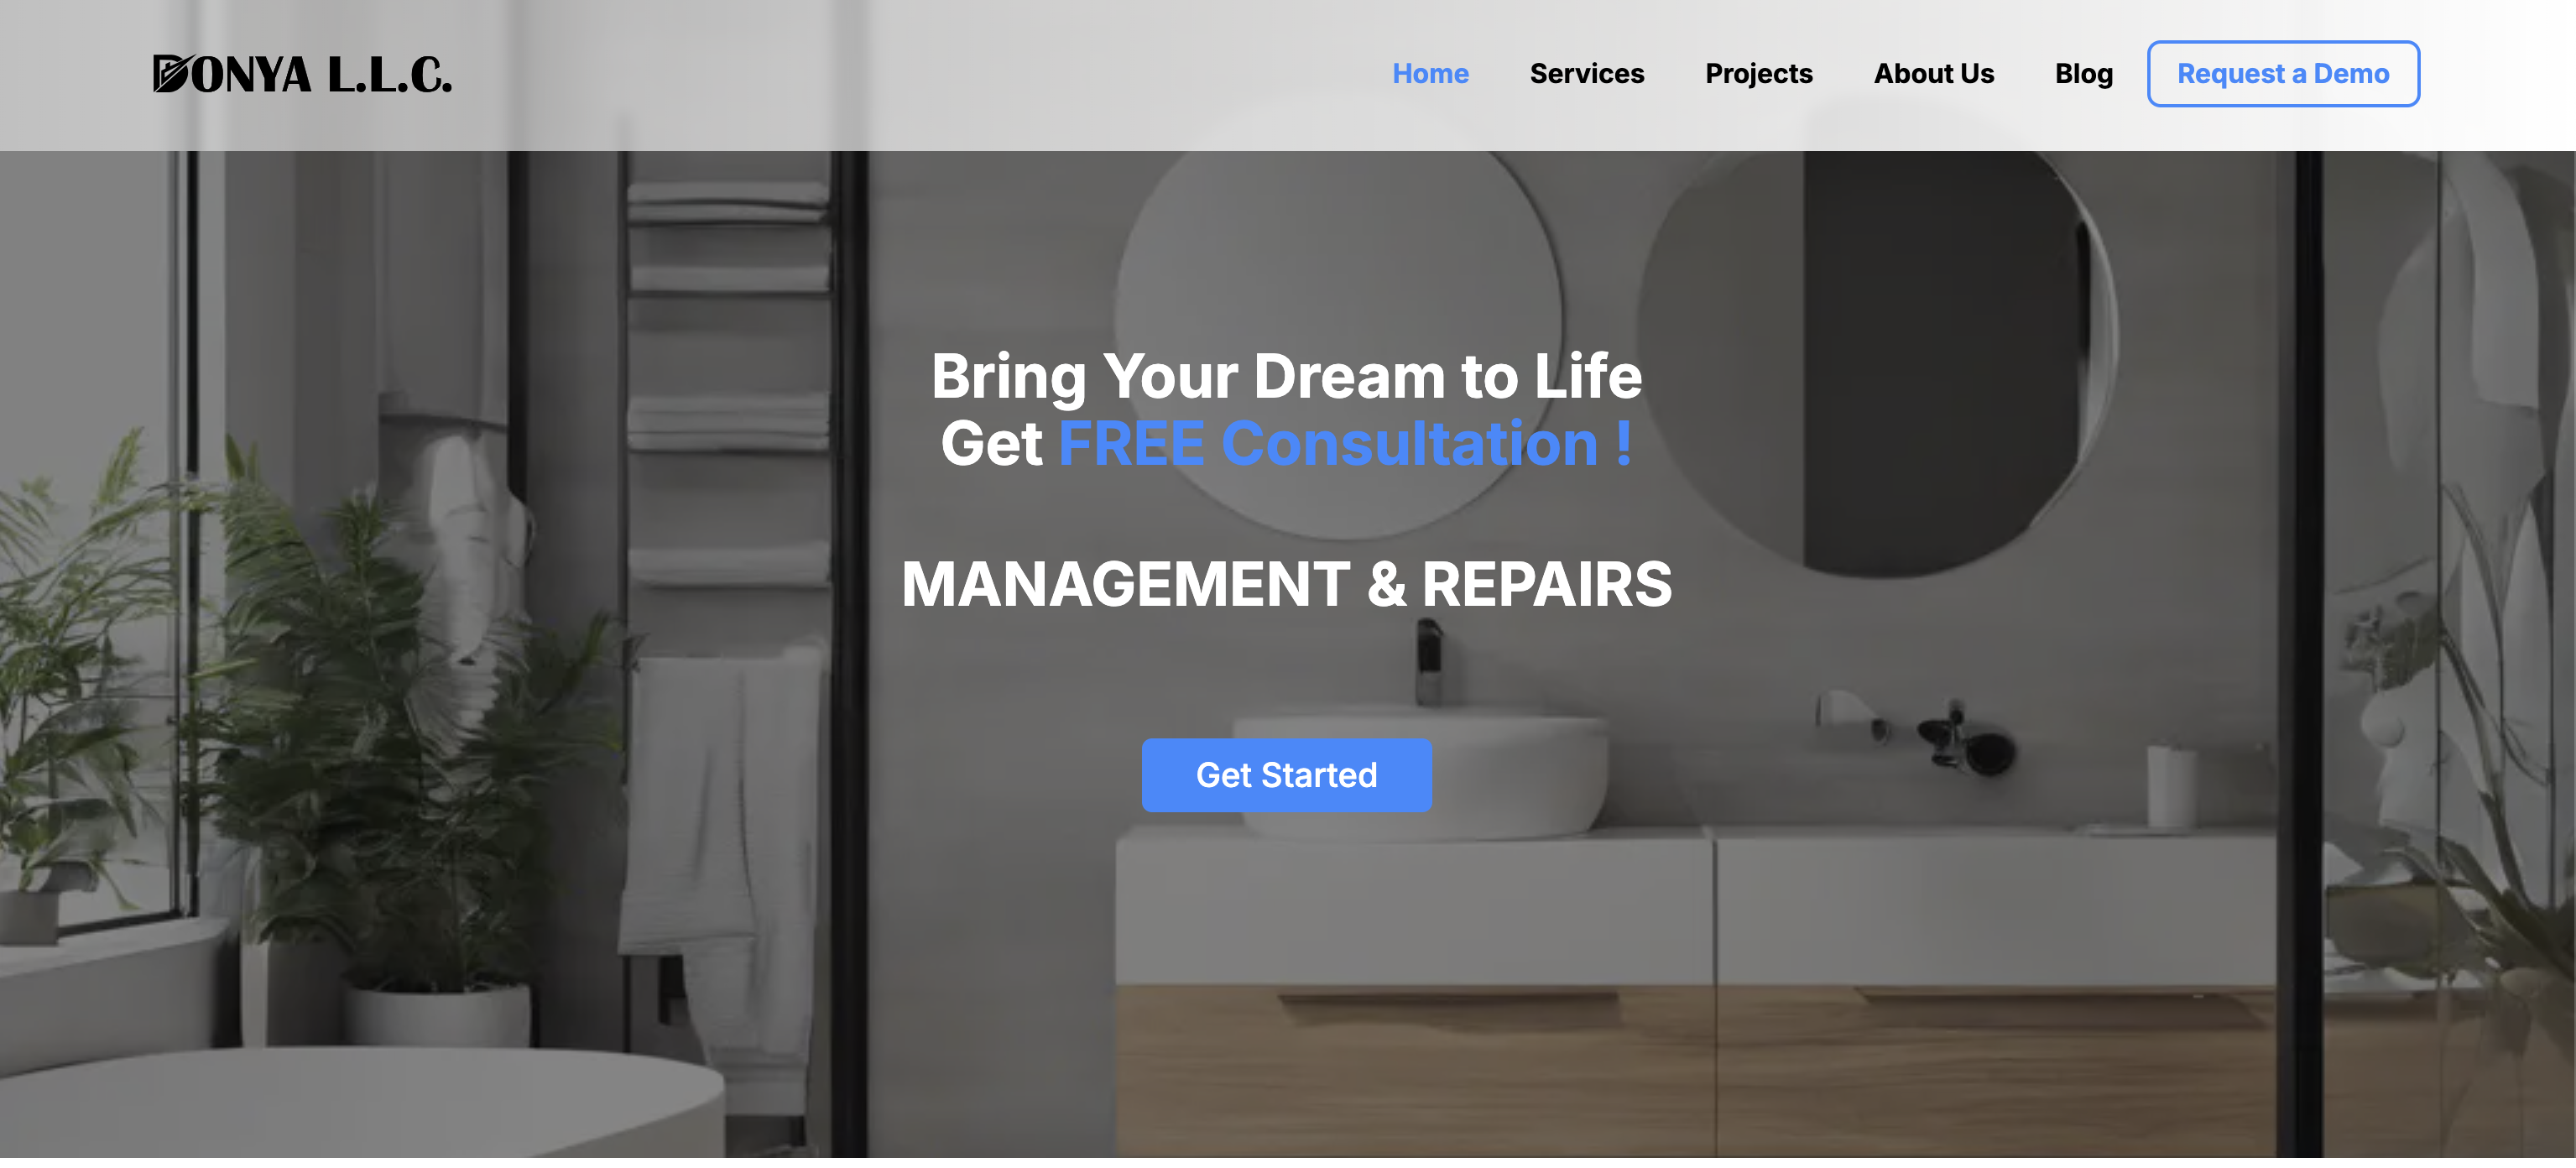 DONYA L.L.C.
Home Services Projects About Us Blog Request a Demo
Bring Your Dream to Life
Get FREE Consultation !
MANAGEMENT & REPAIRS
Get Started